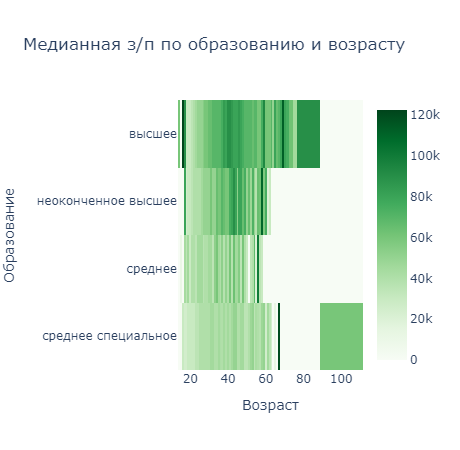 Медианная з/п по образованию и возрасту
Образование
высшее
неоконченное высшее
среднее
среднее специальное
20 40 60 80 100
Возраст
120k
100k
80k
60k
40k
20k
0